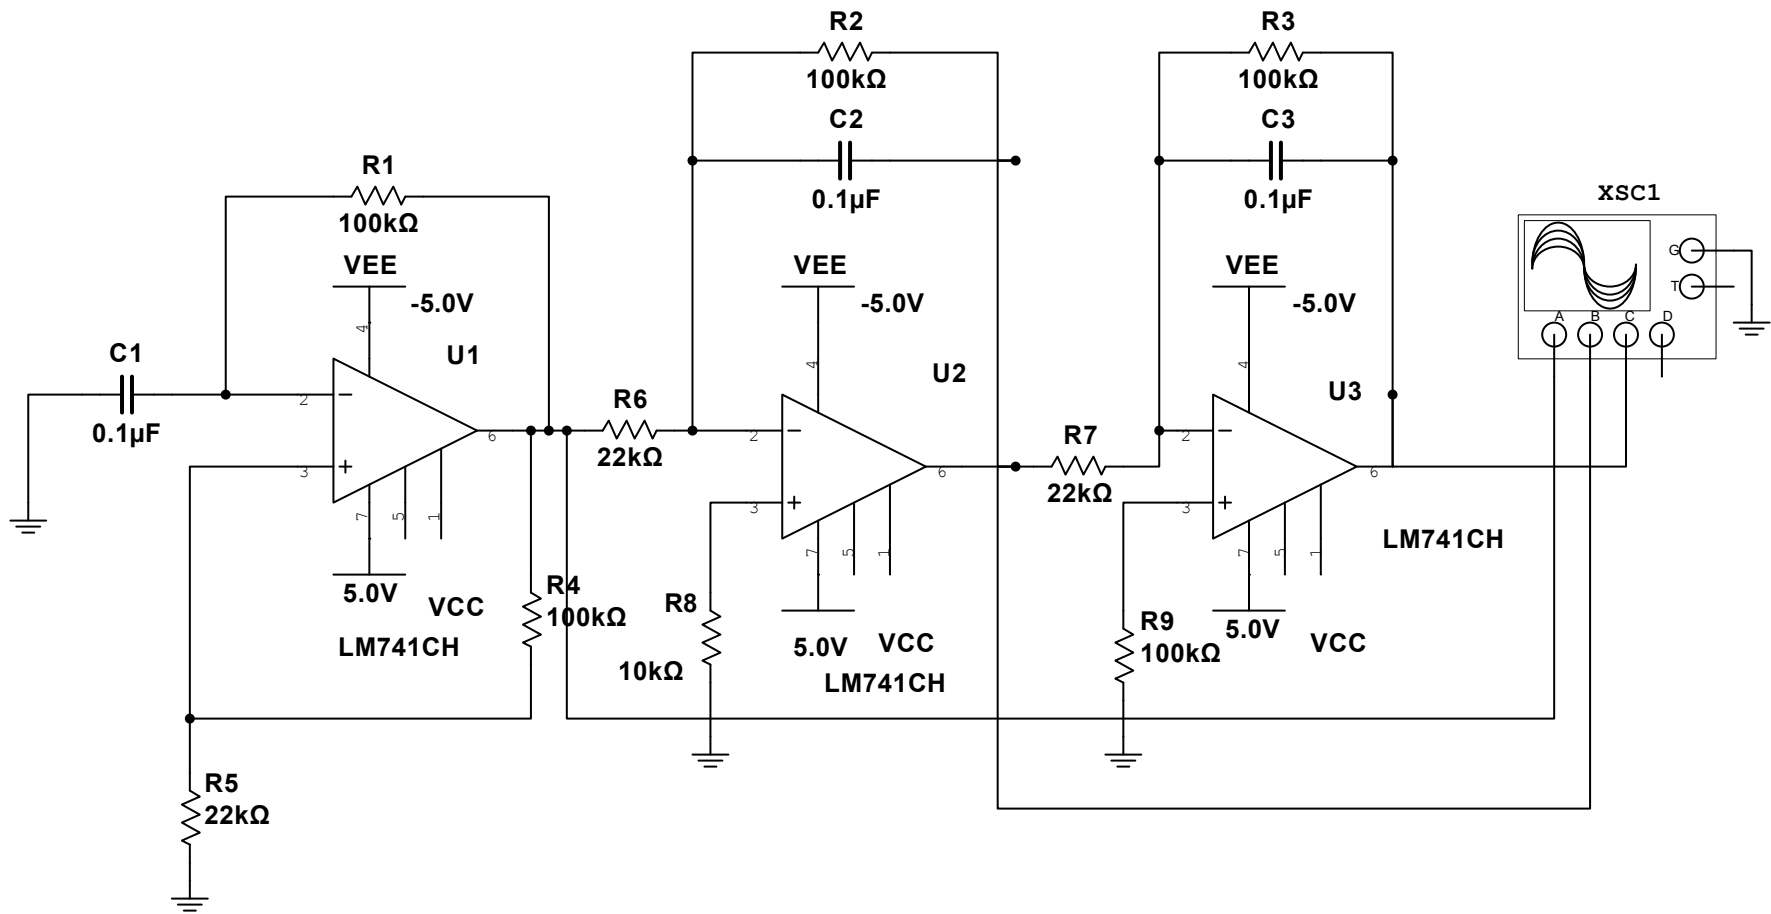 R2
100kΩ
C2
0.1µF
R3
100kΩ
C3
0.1µF
R1
100kΩ
VEE
-5.0V
4
U1
C1
0.1µF
2
3
6
7
5
1
5.0V
VCC
LM741CH
R4
100kΩ
R5
22kΩ
R6
22kΩ
VEE
-5.0V
4
U2
2
3
6
7
5
1
R8
10kΩ
5.0V
VCC
LM741CH
R7
22kΩ
VEE
-5.0V
4
U3
2
3
6
7
5
1
LM741CH
R9
100kΩ
5.0V
VCC
XSC1
G
T
A
B
C
D